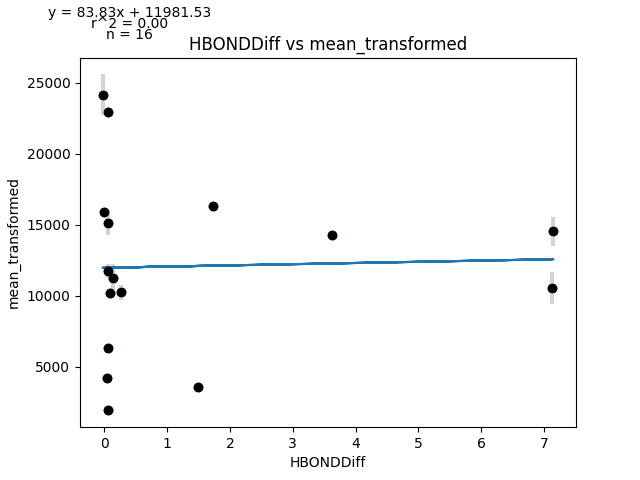 y = 83.83x + 11981.53
r^2 = 0.00
n = 16
HBONDDiff vs mean_transformed
25000
20000
15000
10000
5000
mean_transformed
0 1 2 3 4 5 6 7
HBONDDiff